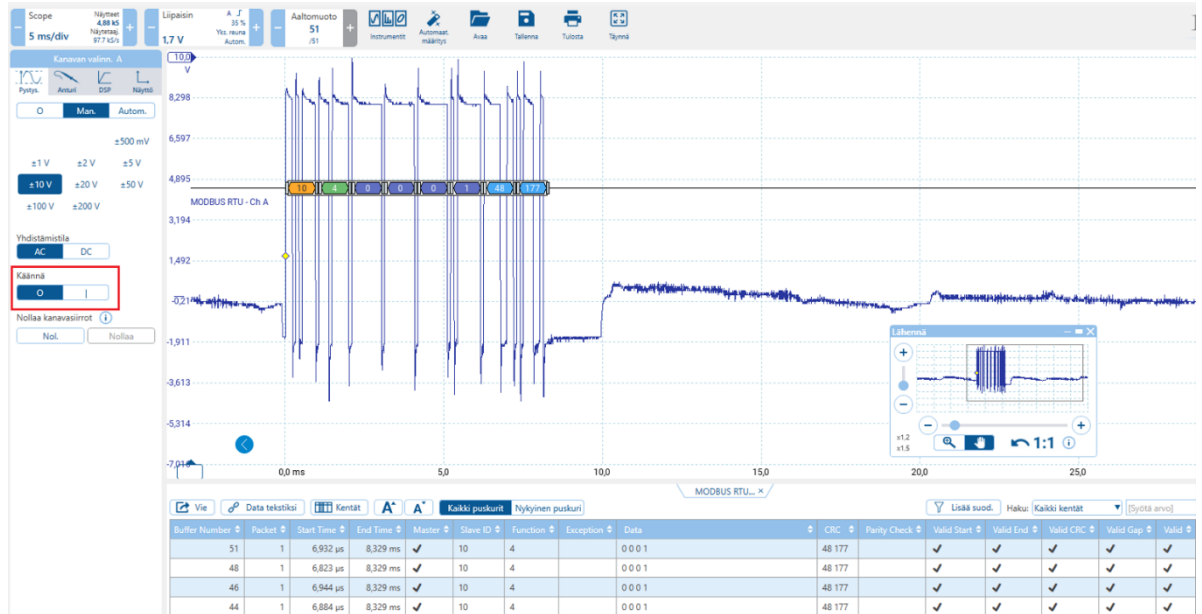 Scope
Näytteet
4,88 kS
5 ms/div
Näytetaaj.
97.7 kS/s
Liipaisin
A
35 %
1,7 V
Yks. reuna
Autom.
Aaltomuoto
51
/51
Instrumentit
Automaat. määritys
Avaa
Tallenna
Tulosta
Täynnä
Kanavan valinn. A
Pystys.
Anturi
DSP
Näyttö
O
Man.
Autom.
±500 mV
±1 V
±2 V
±5 V
±10 V
±20 V
±50 V
±100 V
±200 V
Yhdistämistila
AC
DC
Käännä
O
|
Nollaa kanavasiirrot
Nol.
Nollaa
10,0
V
8,298
6,597
4,895
3,194
1,492
-1,911
-3,613
-5,314
10 4 0 0 0 1 48 177
MODBUS RTU - Ch A
0,0 ms
5,0
10,0
15,0
20,0
25,0
Lähennä
x1,2
x1,5
1:1
MODBUS RTU... ×
Vie
Data tekstiksi
Kentät
A
A
Kaikki puskurit
Nykyinen puskuri
Lisää suod.
Haku:
Kaikki kentät
[Syötä arvo]
Buffer Number Packet Start Time End Time Master Slave ID Function Exception Data CRC Parity Check Valid Start Valid End Valid CRC Valid Gap Valid
51 1 6,932 µs 8,329 ms ✔ 10 4 0 0 0 1 48 177 ✔ ✔ ✔ ✔ ✔
48 1 6,823 µs 8,329 ms ✔ 10 4 0 0 0 1 48 177 ✔ ✔ ✔ ✔ ✔
46 1 6,944 µs 8,329 ms ✔ 10 4 0 0 0 1 48 177 ✔ ✔ ✔ ✔ ✔
44 1 6,884 µs 8,329 ms ✔ 10 4 0 0 0 1 48 177 ✔ ✔ ✔ ✔ ✔